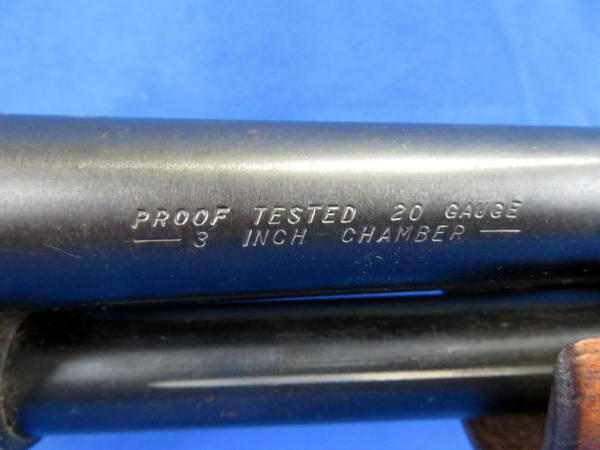 PROOF TESTED 20 GAUGE
— 3 INCH CHAMBER —